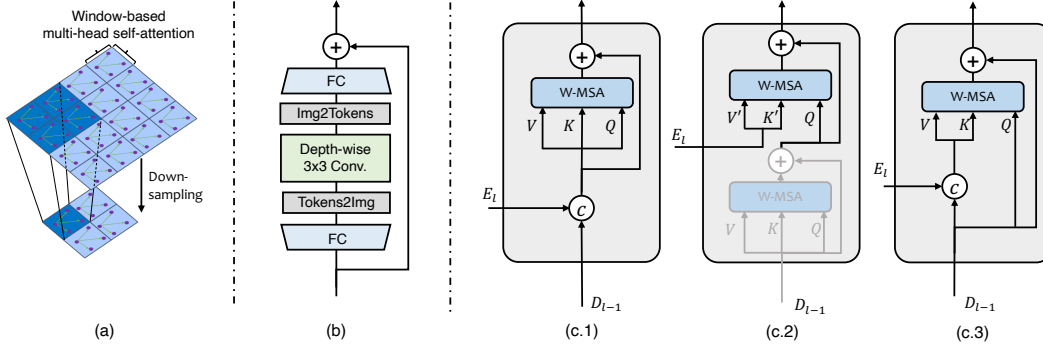 Window-based
multi-head self-attention
Down-
sampling
(a)
+
FC
Img2Tokens
Depth-wise
3x3 Conv.
Tokens2Img
FC
(b)
+
W-MSA
V K Q
E_l
C
D_{l-1}
(c.1)
+
W-MSA
V' K' Q
E_l
+
W-MSA
V K Q
D_{l-1}
(c.2)
+
W-MSA
V K Q
E_l
C
D_{l-1}
(c.3)